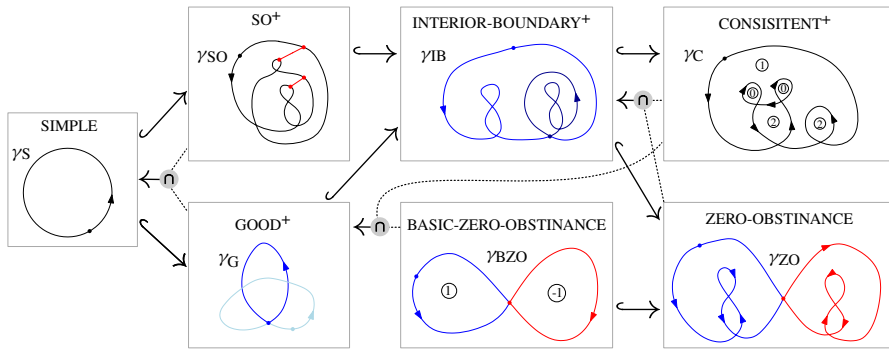 SO⁺
γSO
INTERIOR-BOUNDARY⁺
γIB
CONSISITENT⁺
γC
1
0
0
2
2
SIMPLE
γS
∩
∩
∩
GOOD⁺
γG
BASIC-ZERO-OBSTINANCE
γBZO
1
-1
ZERO-OBSTINANCE
γZO